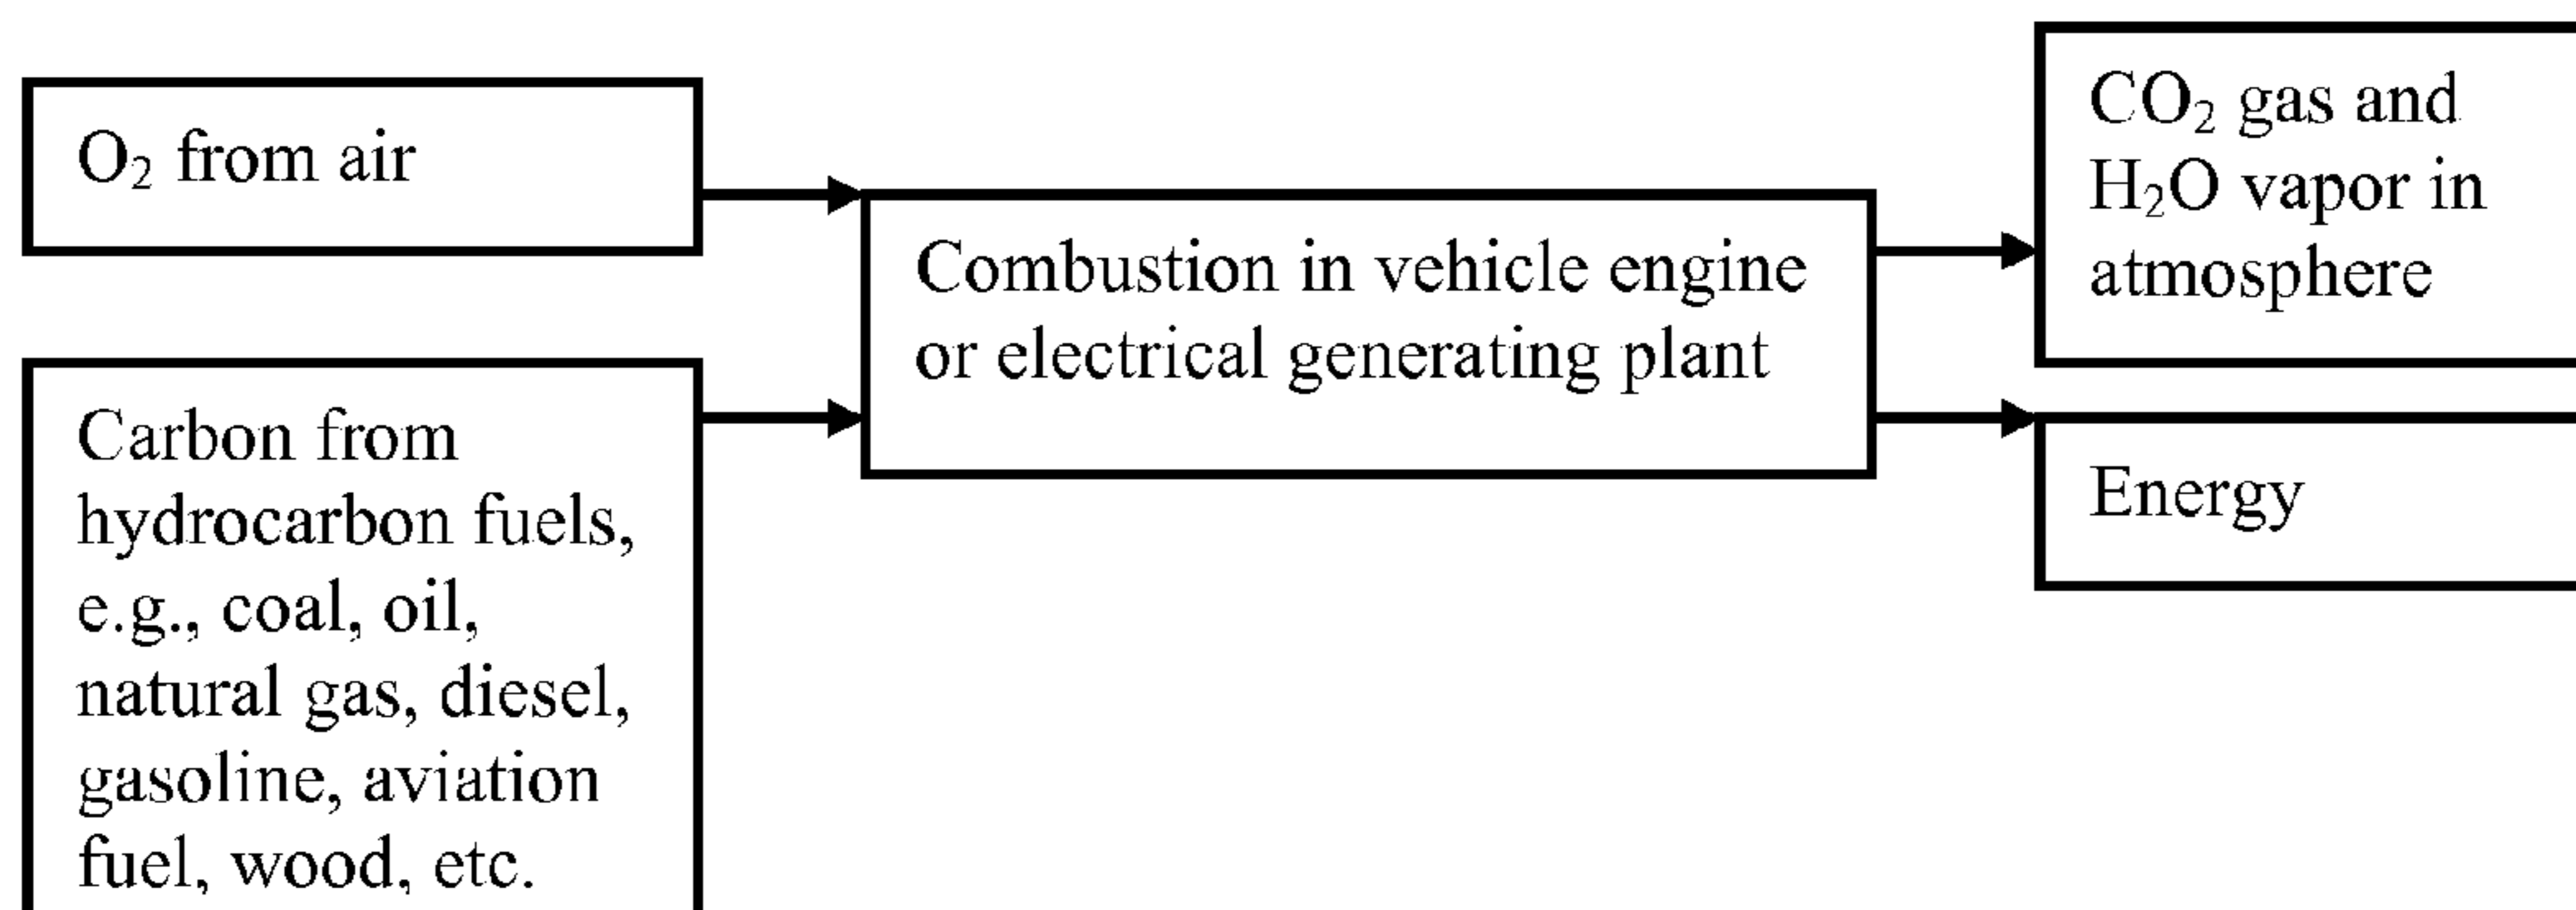 O₂ from air
Carbon from
hydrocarbon fuels,
e.g., coal, oil,
natural gas, diesel,
gasoline, aviation
fuel, wood, etc.
Combustion in vehicle engine
or electrical generating plant
CO₂ gas and
H₂O vapor in
atmosphere
Energy